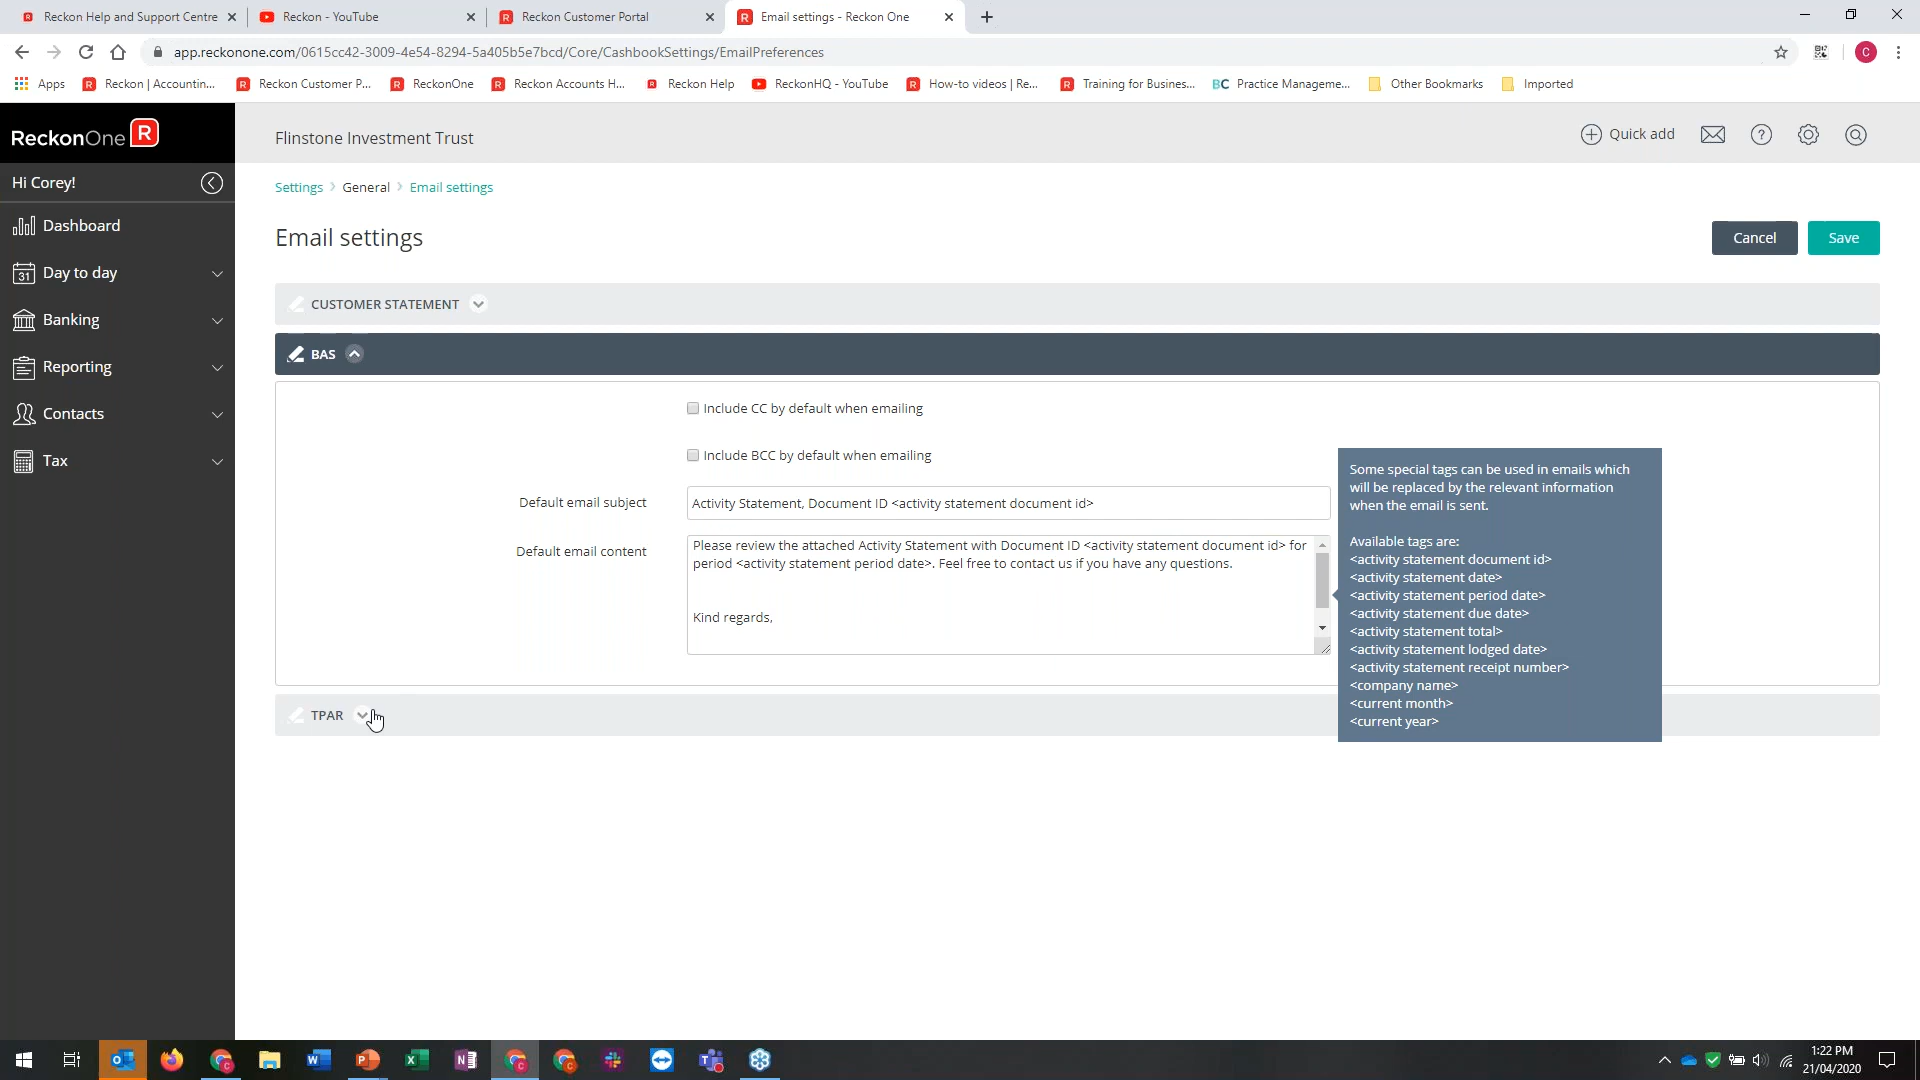 Reckon Help and Support Centre
Reckon - YouTube
Reckon Customer Portal
Email settings - Reckon One
app.reckonone.com/0615cc42-3009-4e54-8294-5a405b5e7bcd/Core/CashbookSettings/EmailPreferences
C
Apps
Reckon | Accountin...
Reckon Customer P...
ReckonOne
Reckon Accounts H...
Reckon Help
ReckonHQ - YouTube
How-to videos | Re...
Training for Busines...
BC Practice Manageme...
Other Bookmarks
Imported
ReckonOne R
Flinstone Investment Trust
Quick add
Hi Corey!
Dashboard
31 Day to day
Banking
Reporting
Contacts
Tax
Settings > General > Email settings
Email settings
Cancel
Save
CUSTOMER STATEMENT
BAS
Include CC by default when emailing
Include BCC by default when emailing
Default email subject
Activity Statement, Document ID <activity statement document id>
Default email content
Please review the attached Activity Statement with Document ID <activity statement document id> for
period <activity statement period date>. Feel free to contact us if you have any questions.
Kind regards,
Some special tags can be used in emails which
will be replaced by the relevant information
when the email is sent.
Available tags are:
<activity statement document id>
<activity statement date>
<activity statement period date>
<activity statement due date>
<activity statement total>
<activity statement lodged date>
<activity statement receipt number>
<company name>
<current month>
<current year>
TPAR
1:22 PM
21/04/2020